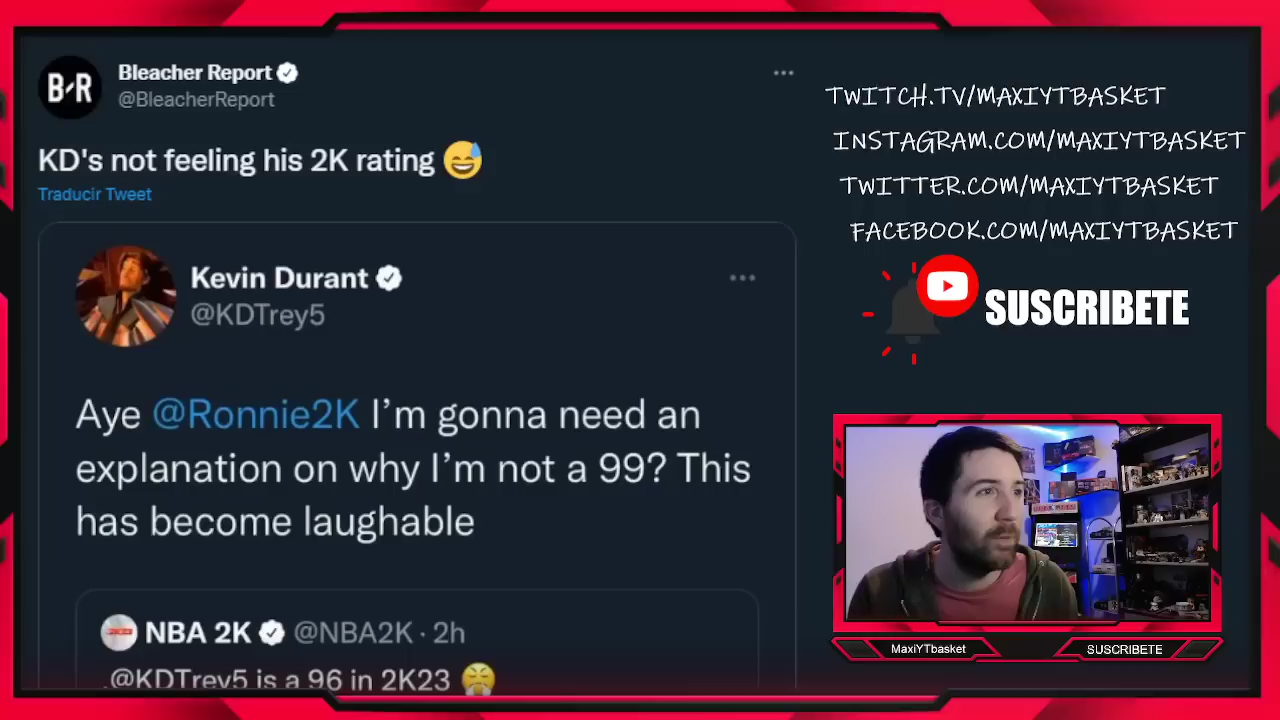 B/R
Bleacher Report
@BleacherReport
KD's not feeling his 2K rating 😅
Traducir Tweet
Kevin Durant
@KDTrey5
Aye @Ronnie2K I'm gonna need an
explanation on why I'm not a 99? This
has become laughable
NBA 2K @NBA2K · 2h
.@KDTrey5 is a 96 in 2K23 😤
TWITCH.TV/MAXIYTBASKET
INSTAGRAM.COM/MAXIYTBASKET
TWITTER.COM/MAXIYTBASKET
FACEBOOK.COM/MAXIYTBASKET
SUSCRIBETE
MaxiYTbasket
SUSCRIBETE